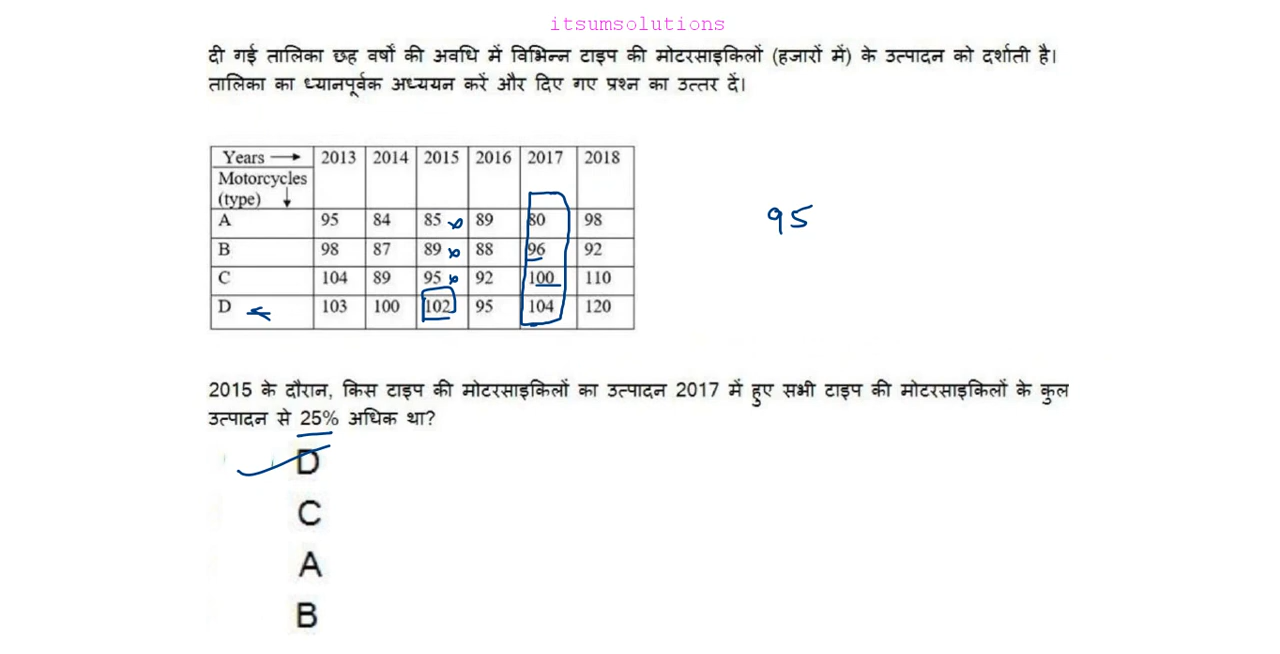 itsumsolutions
दी गई तालिका छह वर्षों की अवधि में विभिन्न टाइप की मोटरसाइकिलों (हजारों में) के उत्पादन को दर्शाती है।
तालिका का ध्यानपूर्वक अध्ययन करें और दिए गए प्रश्न का उत्तर दें।
Years → 2013 2014 2015 2016 2017 2018
Motorcycles
(type) ↓
A 95 84 85 89 80 98
B 98 87 89 88 96 92
C 104 89 95 92 100 110
D 103 100 102 95 104 120
95
2015 के दौरान, किस टाइप की मोटरसाइकिलों का उत्पादन 2017 में हुए सभी टाइप की मोटरसाइकिलों के कुल
उत्पादन से 25% अधिक था?
D
C
A
B